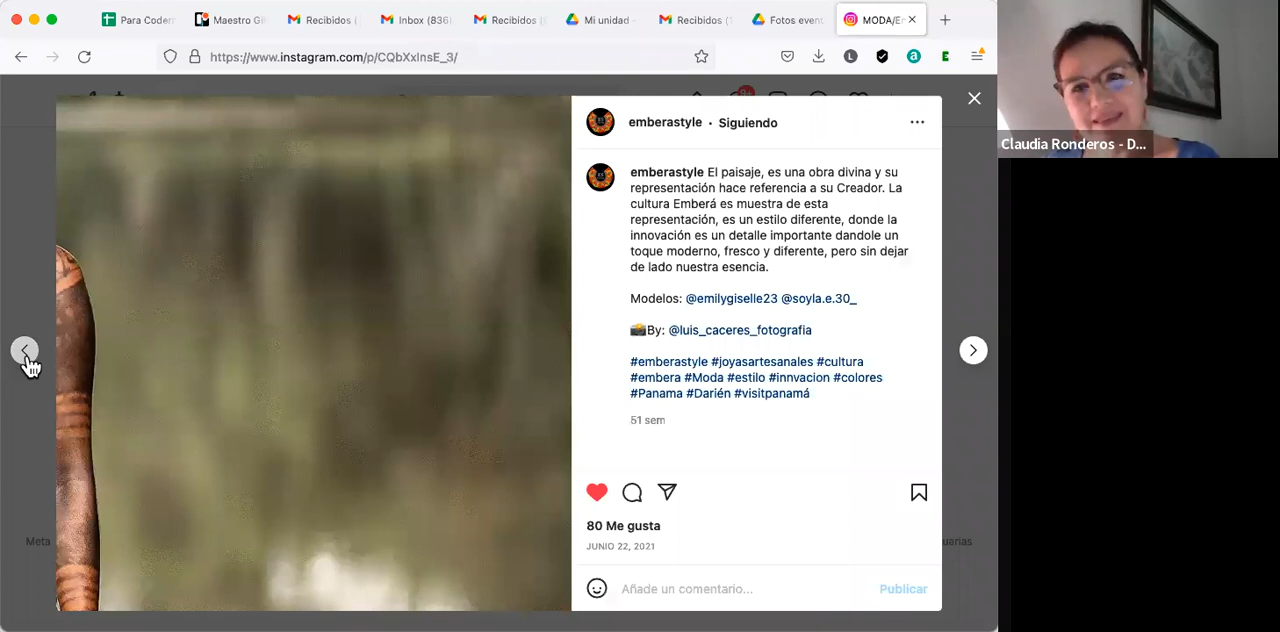 Para Coder
Maestro Gi
Recibidos (
Inbox (836
Recibidos (
Mi unidad -
Recibidos (
Fotos even
MODA/E
https://www.instagram.com/p/CQbXxlnsE_3/
9+
Claudia Ronderos - D...
emberastyle • Siguiendo
emberastyle El paisaje, es una obra divina y su
representación hace referencia a su Creador. La
cultura Emberá es muestra de esta
representación, es un estilo diferente, donde la
innovación es un detalle importante dandole un
toque moderno, fresco y diferente, pero sin dejar
de lado nuestra esencia.
Modelos: @emilygiselle23 @soyla.e.30_
📸By: @luis_caceres_fotografia
#emberastyle #joyasartesanales #cultura
#embera #Moda #estilo #innvacion #colores
#Panama #Darién #visitpanamá
51 sem
80 Me gusta
JUNIO 22, 2021
Meta
uarias
Añade un comentario...
Publicar